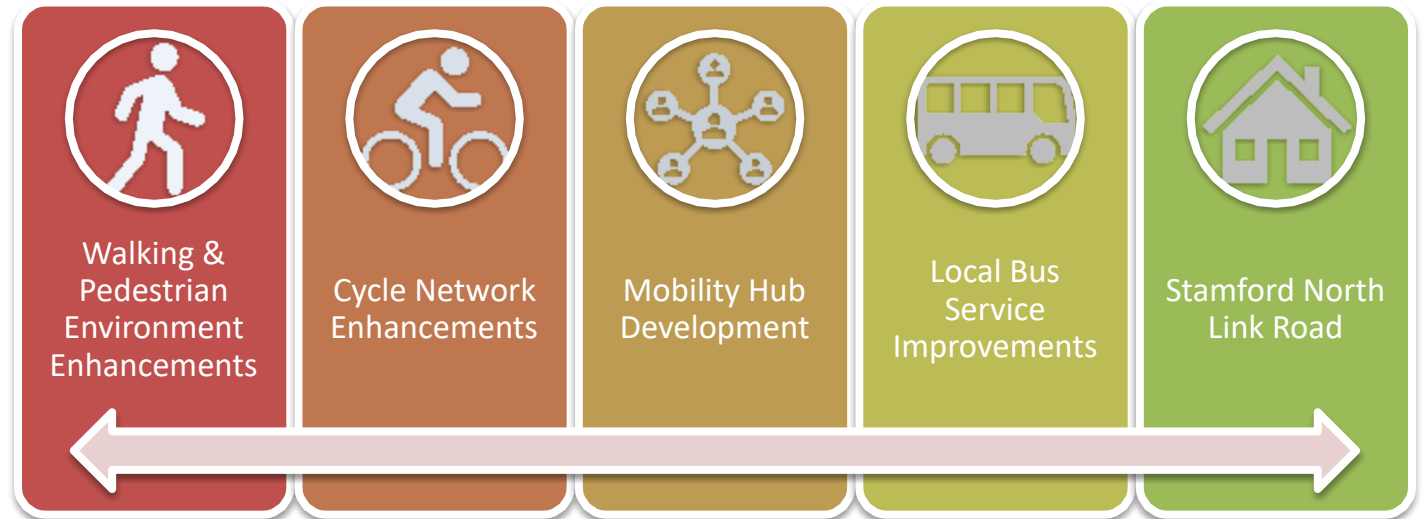 Walking &
Pedestrian
Environment
Enhancements
Cycle Network
Enhancements
Mobility Hub
Development
Local Bus
Service
Improvements
Stamford North
Link Road